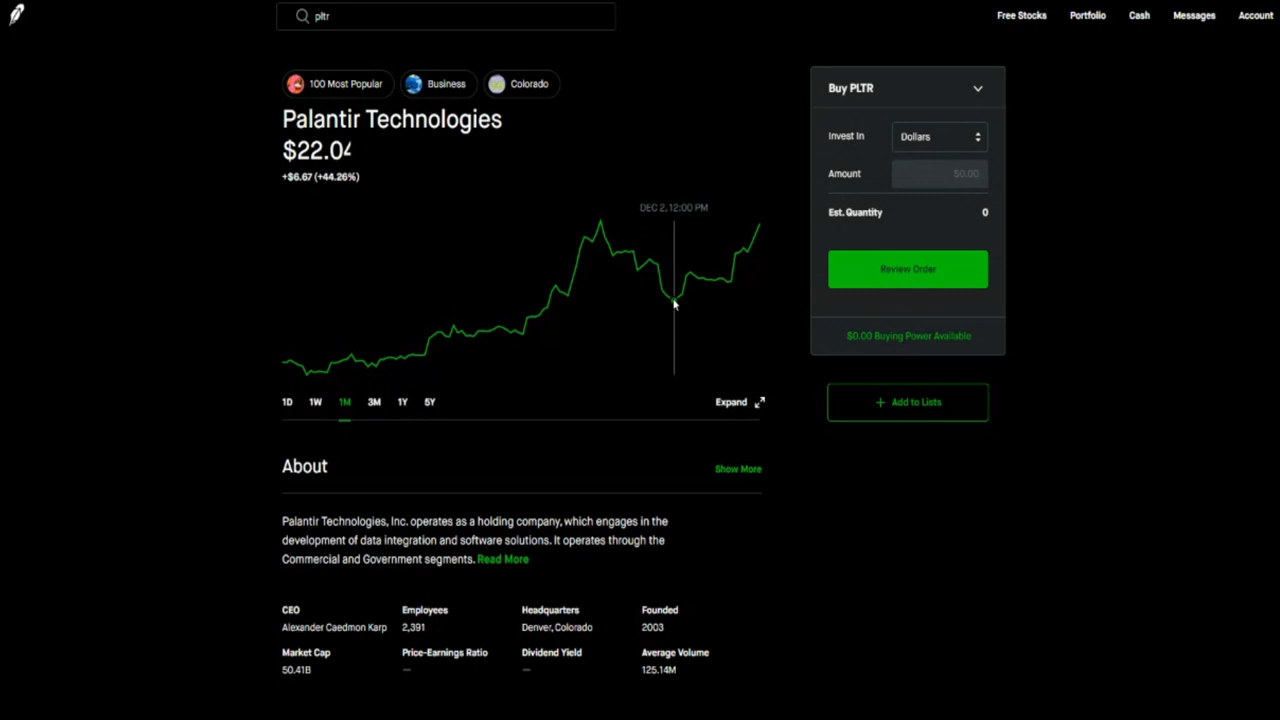 pltr
Free Stocks Portfolio Cash Messages Account
100 Most Popular Business Colorado
Palantir Technologies
$22.04
+$6.67 (+44.26%)
DEC 2, 12:00 PM
1D 1W 1M 3M 1Y 5Y Expand
Buy PLTR
Invest In Dollars
Amount $0.00
Est. Quantity 0
Review Order
$0.00 Buying Power Available
+ Add to Lists
About Show More
Palantir Technologies, Inc. operates as a holding company, which engages in the
development of data integration and software solutions. It operates through the
Commercial and Government segments. Read More
CEO Employees Headquarters Founded
Alexander Caedmon Karp 2,391 Denver, Colorado 2003
Market Cap Price-Earnings Ratio Dividend Yield Average Volume
50.41B — — 125.14M